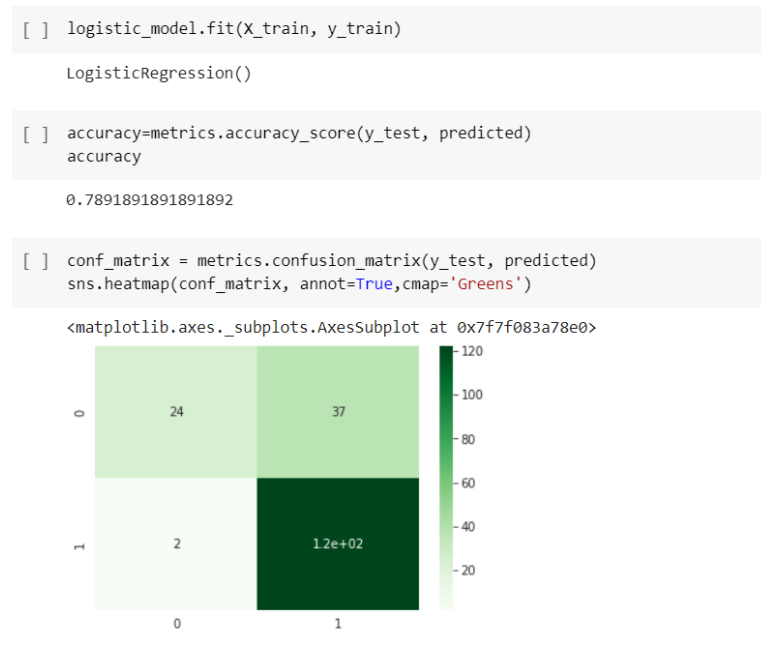 [ ] logistic_model.fit(X_train, y_train)
LogisticRegression()
[ ] accuracy=metrics.accuracy_score(y_test, predicted)
accuracy
0.7891891891891892
[ ] conf_matrix = metrics.confusion_matrix(y_test, predicted)
sns.heatmap(conf_matrix, annot=True,cmap='Greens')
<matplotlib.axes._subplots.AxesSubplot at 0x7f7f083a78e0>
120
0 24 37 100
80
60
1 2 1.2e+02 40
20
0 1